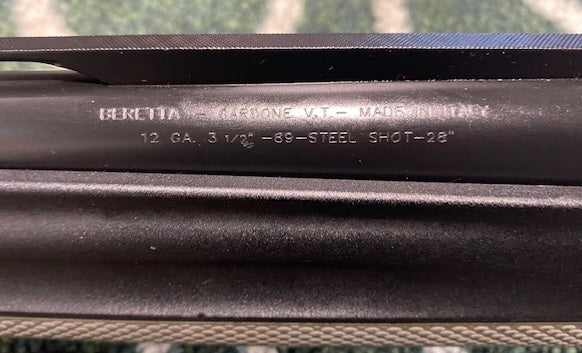 BERETTA - GARDONE V.T. - MADE IN ITALY
12 GA. 3 1/2" -89-STEEL SHOT-28"